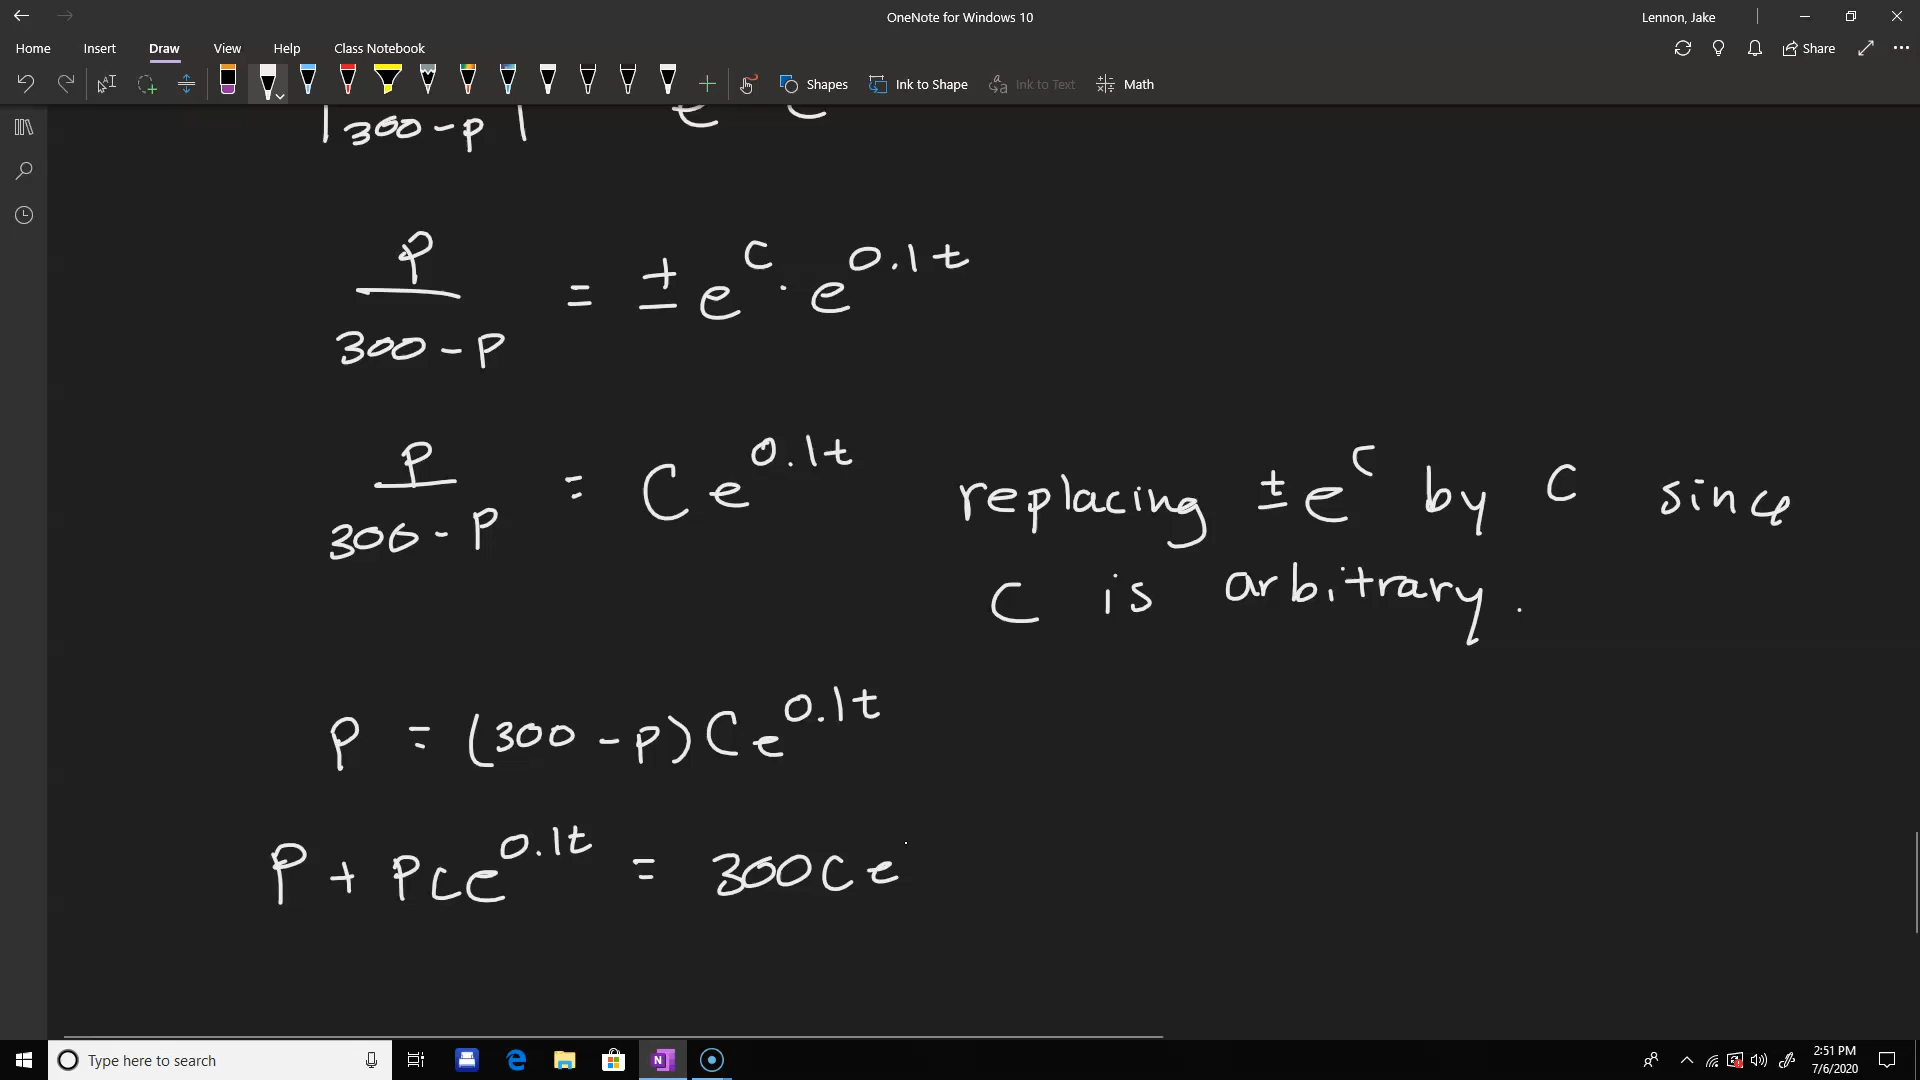 OneNote for Windows 10
Lennon, Jake
Home Insert Draw View Help Class Notebook
Share
Shapes Ink to Shape Ink to Text Math
|300-p|
P/(300-P) = ± e^C · e^0.1t
P/(300-P) = C e^0.1t replacing ± e^C by C since
C is arbitrary.
P = (300-P) C e^0.1t
P + PCe^0.1t = 300Ce
Type here to search
2:51 PM
7/6/2020